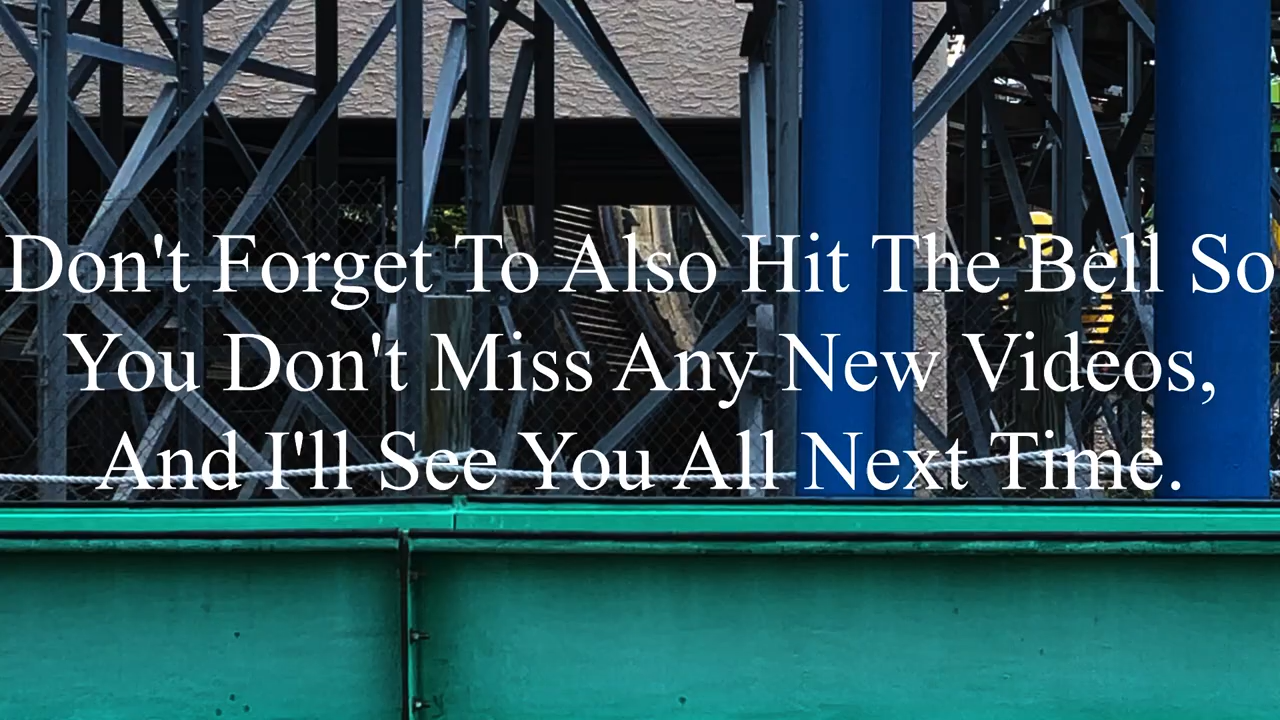 Don't Forget To Also Hit The Bell So
You Don't Miss Any New Videos,
And I'll See You All Next Time.